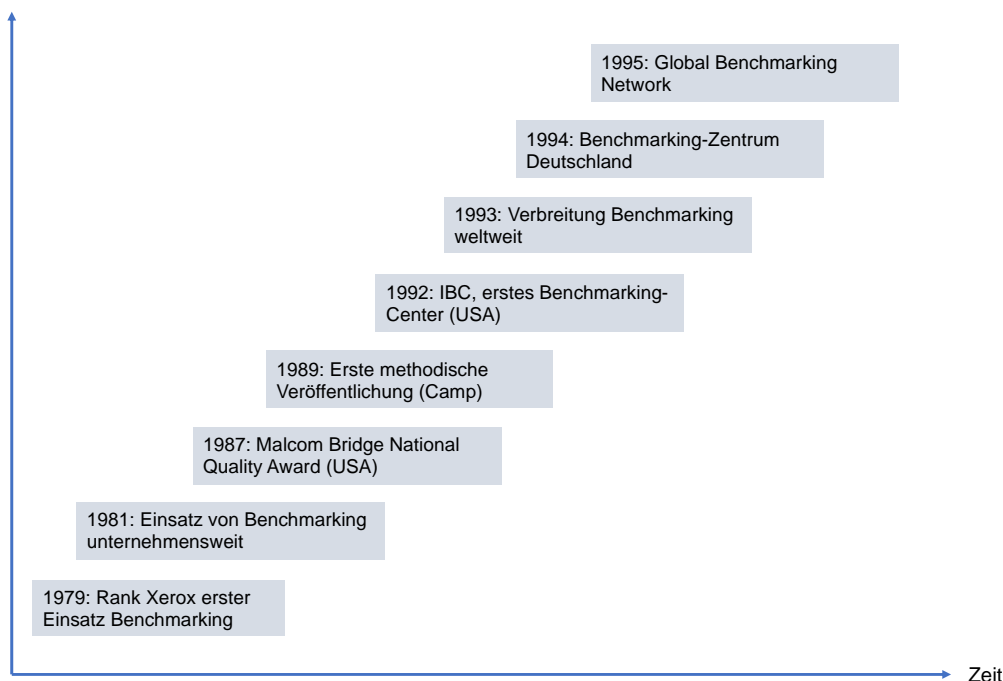 1995: Global Benchmarking
Network
1994: Benchmarking-Zentrum
Deutschland
1993: Verbreitung Benchmarking
weltweit
1992: IBC, erstes Benchmarking-
Center (USA)
1989: Erste methodische
Veröffentlichung (Camp)
1987: Malcom Bridge National
Quality Award (USA)
1981: Einsatz von Benchmarking
unternehmensweit
1979: Rank Xerox erster
Einsatz Benchmarking
Zeit